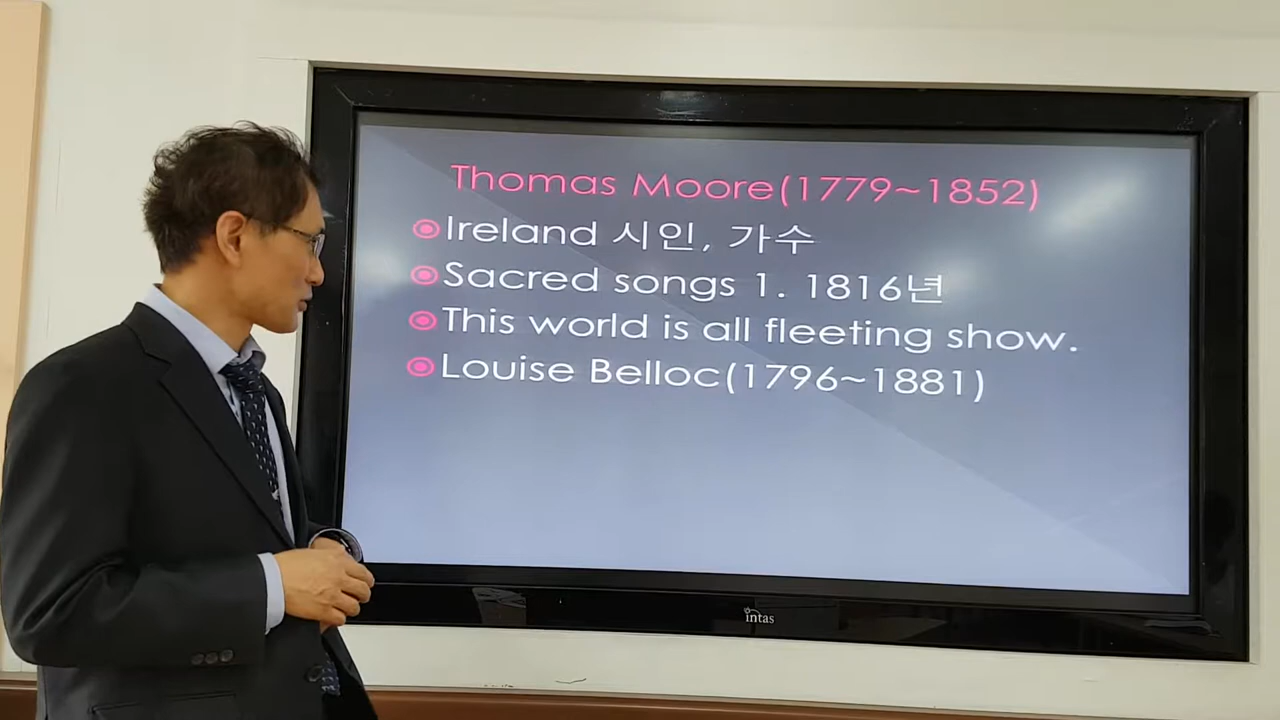 Thomas Moore(1779~1852)
Ireland 시인, 가수
Sacred songs 1. 1816년
This world is all fleeting show.
Louise Belloc(1796~1881)
intas